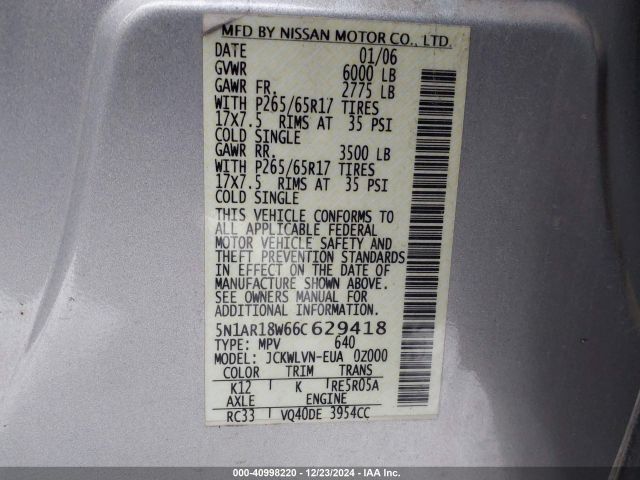 MFD BY NISSAN MOTOR CO., LTD.
DATE 01/06
GVWR 6000 LB
GAWR FR. 2775 LB
WITH P265/65R17 TIRES
17X7.5 RIMS AT 35 PSI
COLD SINGLE
GAWR RR. 3500 LB
WITH P265/65R17 TIRES
17X7.5 RIMS AT 35 PSI
COLD SINGLE
THIS VEHICLE CONFORMS TO
ALL APPLICABLE FEDERAL
MOTOR VEHICLE SAFETY AND
THEFT PREVENTION STANDARDS
IN EFFECT ON THE DATE OF
MANUFACTURE SHOWN ABOVE.
SEE OWNERS MANUAL FOR
ADDITIONAL INFORMATION.
5N1AR18W66C629418
TYPE: MPV 640
MODEL: JCKWLVN-EUA 0Z000
COLOR TRIM TRANS
K12 K RE5R05A
AXLE ENGINE
RC33 VQ40DE 3954CC
000-40998220 - 12/23/2024 - IAA Inc.